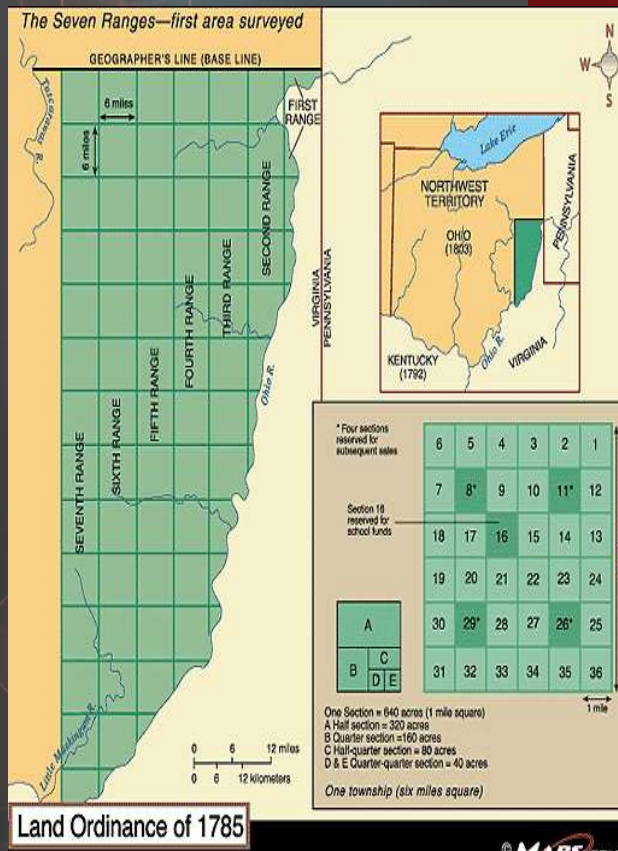 The Seven Ranges—first area surveyed
GEOGRAPHER'S LINE (BASE LINE)
Tuscarawas R.
6 miles
6 miles
FIRST
RANGE
SECOND RANGE
THIRD RANGE
FOURTH RANGE
FIFTH RANGE
SIXTH RANGE
SEVENTH RANGE
VIRGINIA
PENNSYLVANIA
Ohio R.
Little Muskingum R.
0 6 12 miles
0 6 12 kilometers
Land Ordinance of 1785
N
W
S
Lake Erie
NORTHWEST
TERRITORY
PENNSYLVANIA
OHIO
(1803)
Ohio R.
VIRGINIA
KENTUCKY
(1792)
* Four sections
reserved for
subsequent sales
Section 16
reserved for
school funds
6 5 4 3 2 1
7 8* 9 10 11* 12
18 17 16 15 14 13
19 20 21 22 23 24
30 29* 28 27 26* 25
31 32 33 34 35 36
1 mile
A
B
C
D E
One Section = 640 acres (1 mile square)
A Half section = 320 acres
B Quarter section =160 acres
C Half-quarter section = 80 acres
D & E Quarter-quarter section = 40 acres
One township (six miles square)
© MAPS